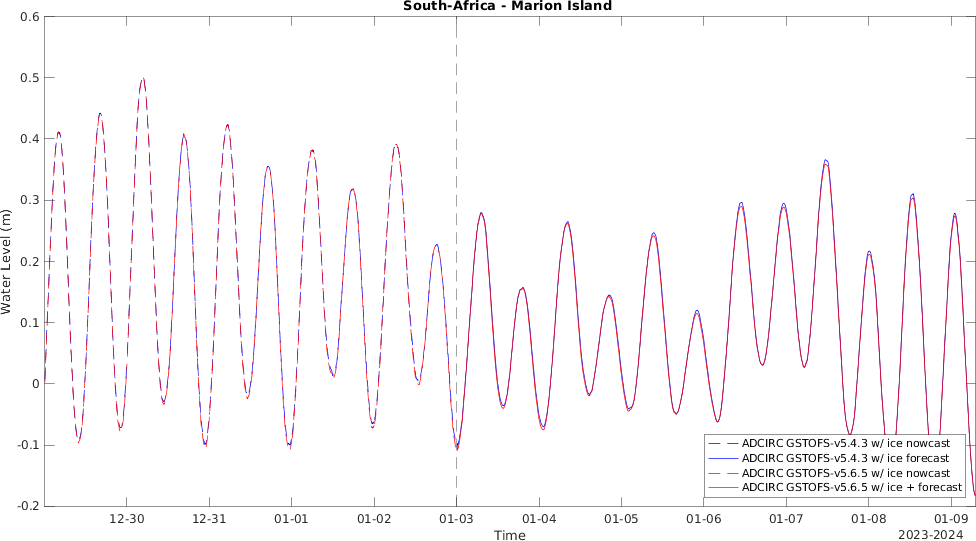 South-Africa - Marion Island
0.6
0.5
0.4
0.3
0.2
0.1
0
-0.1
-0.2
Water Level (m)
ADCIRC GSTOFS-v5.4.3 w/ ice nowcast
ADCIRC GSTOFS-v5.4.3 w/ ice forecast
ADCIRC GSTOFS-v5.6.5 w/ ice nowcast
ADCIRC GSTOFS-v5.6.5 w/ ice + forecast
12-30 12-31 01-01 01-02 01-03 01-04 01-05 01-06 01-07 01-08 01-09
Time
2023-2024